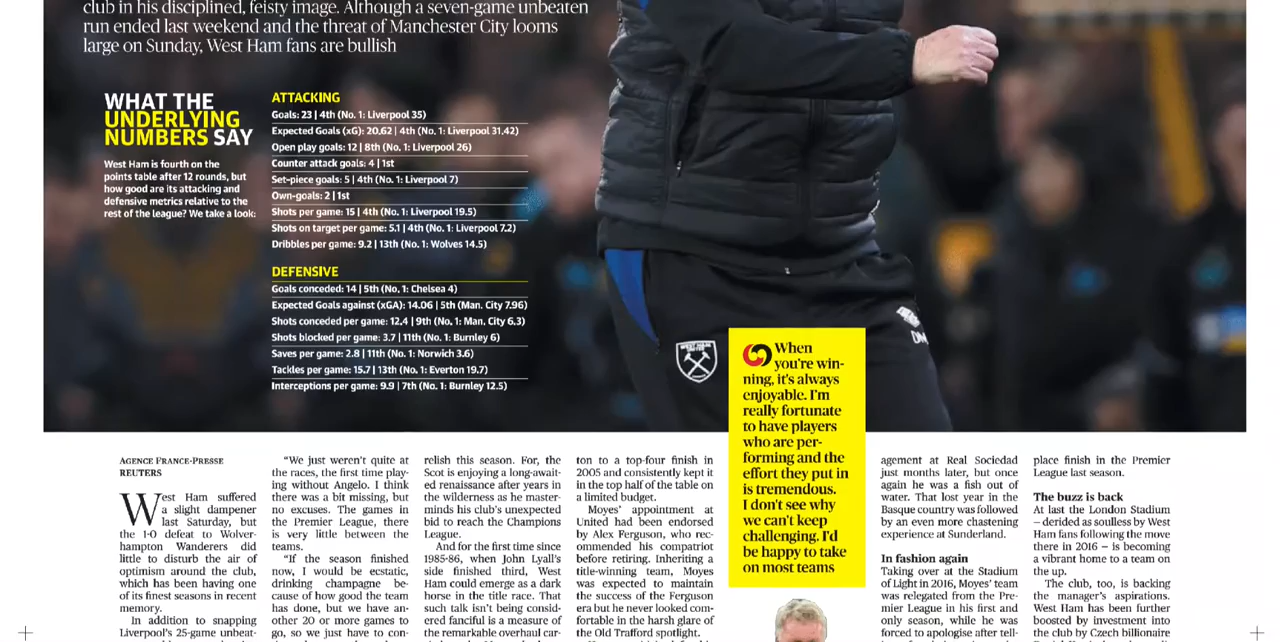 club in his disciplined, feisty image. Although a seven-game unbeaten
run ended last weekend and the threat of Manchester City looms
large on Sunday, West Ham fans are bullish
WHAT THE
UNDERLYING
NUMBERS SAY
West Ham is fourth on the
points table after 12 rounds, but
how good are its attacking and
defensive metrics relative to the
rest of the league? We take a look:
ATTACKING
Goals: 23 | 4th (No. 1: Liverpool 35)
Expected Goals (xG): 20.62 | 4th (No. 1: Liverpool 31.42)
Open play goals: 12 | 8th (No. 1: Liverpool 26)
Counter attack goals: 4 | 1st
Set-piece goals: 5 | 4th (No. 1: Liverpool 7)
Own-goals: 2 | 1st
Shots per game: 15 | 4th (No. 1: Liverpool 19.5)
Shots on target per game: 5.1 | 4th (No. 1: Liverpool 7.2)
Dribbles per game: 9.2 | 13th (No. 1: Wolves 14.5)
DEFENSIVE
Goals conceded: 14 | 5th (No. 1: Chelsea 4)
Expected Goals against (xGA): 14.06 | 5th (Man. City 7.96)
Shots conceded per game: 12.4 | 9th (No. 1: Man. City 6.3)
Shots blocked per game: 3.7 | 11th (No. 1: Burnley 6)
Saves per game: 2.8 | 11th (No. 1: Norwich 3.6)
Tackles per game: 15.7 | 13th (No. 1: Everton 19.7)
Interceptions per game: 9.9 | 7th (No. 1: Burnley 12.5)
DM
When
you're win-
ning, it's always
enjoyable. I'm
really fortunate
to have players
who are per-
forming and the
effort they put in
is tremendous.
I don't see why
we can't keep
challenging. I'd
be happy to take
on most teams
AGENCE FRANCE-PRESSE
REUTERS
West Ham suffered
a slight dampener
last Saturday, but
the 1-0 defeat to Wolver-
hampton Wanderers did
little to disturb the air of
optimism around the club,
which has been having one
of its finest seasons in recent
memory.
In addition to snapping
Liverpool's 25-game unbeat-
"We just weren't quite at
the races, the first time play-
ing without Angelo. I think
there was a bit missing, but
no excuses. The games in
the Premier League, there
is very little between the
teams.
"If the season finished
now, I would be ecstatic,
drinking champagne be-
cause of how good the team
has done, but we have an-
other 20 or more games to
go, so we just have to con-
relish this season. For, the
Scot is enjoying a long-await-
ed renaissance after years in
the wilderness as he master-
minds his club's unexpected
bid to reach the Champions
League.
And for the first time since
1985-86, when John Lyall's
side finished third, West
Ham could emerge as a dark
horse in the title race. That
such talk isn't being consid-
ered fanciful is a measure of
the remarkable overhaul car-
ton to a top-four finish in
2005 and consistently kept it
in the top half of the table on
a limited budget.
Moyes' appointment at
United had been endorsed
by Alex Ferguson, who rec-
ommended his compatriot
before retiring. Inheriting a
title-winning team, Moyes
was expected to maintain
the success of the Ferguson
era but he never looked com-
fortable in the harsh glare of
the Old Trafford spotlight.
agement at Real Sociedad
just months later, but once
again he was a fish out of
water. That lost year in the
Basque country was followed
by an even more chastening
experience at Sunderland.
In fashion again
Taking over at the Stadium
of Light in 2016, Moyes' team
was relegated from the Pre-
mier League in his first and
only season, while he was
forced to apologise after tell-
place finish in the Premier
League last season.
The buzz is back
At last the London Stadium
– derided as soulless by West
Ham fans following the move
there in 2016 – is becoming
a vibrant home to a team on
the up.
The club, too, is backing
the manager's aspirations.
West Ham has been further
boosted by investment into
the club by Czech billionaire